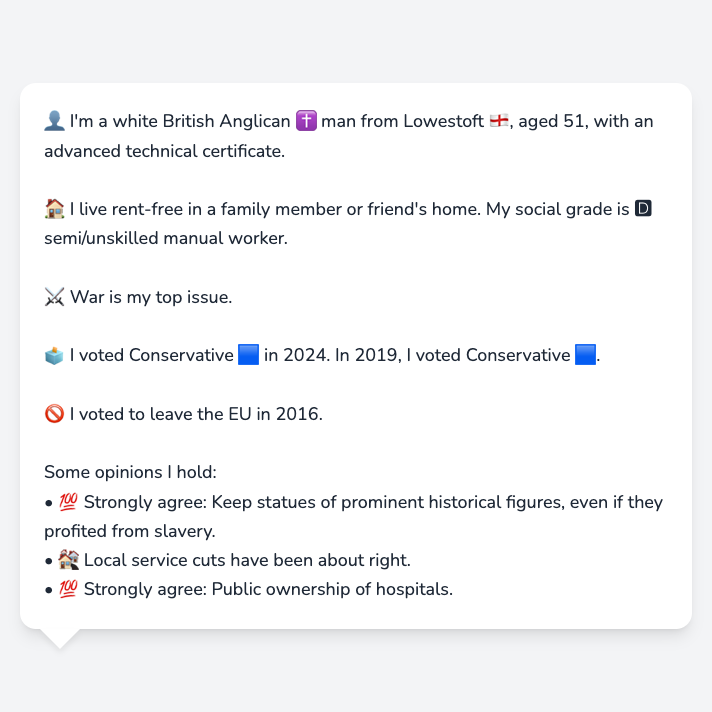 👤 I'm a white British Anglican ✝️ man from Lowestoft 🏴󠁧󠁢󠁥󠁮󠁧󠁿, aged 51, with an
advanced technical certificate.
🏠 I live rent-free in a family member or friend's home. My social grade is 🅳
semi/unskilled manual worker.
⚔️ War is my top issue.
🗳️ I voted Conservative 🟦 in 2024. In 2019, I voted Conservative 🟦.
🚫 I voted to leave the EU in 2016.
Some opinions I hold:
• 💯 Strongly agree: Keep statues of prominent historical figures, even if they
profited from slavery.
• 🏘️ Local service cuts have been about right.
• 💯 Strongly agree: Public ownership of hospitals.